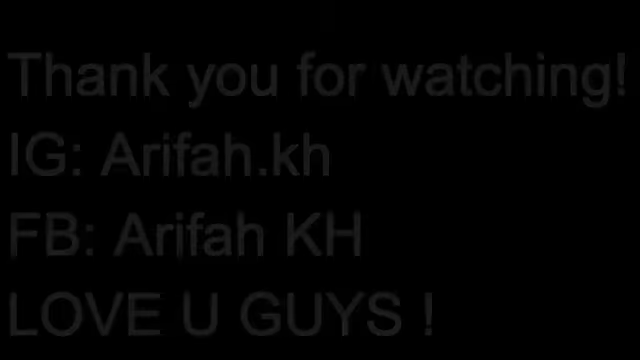 Thank you for watching!
IG: Arifah.kh
FB: Arifah KH
LOVE U GUYS !